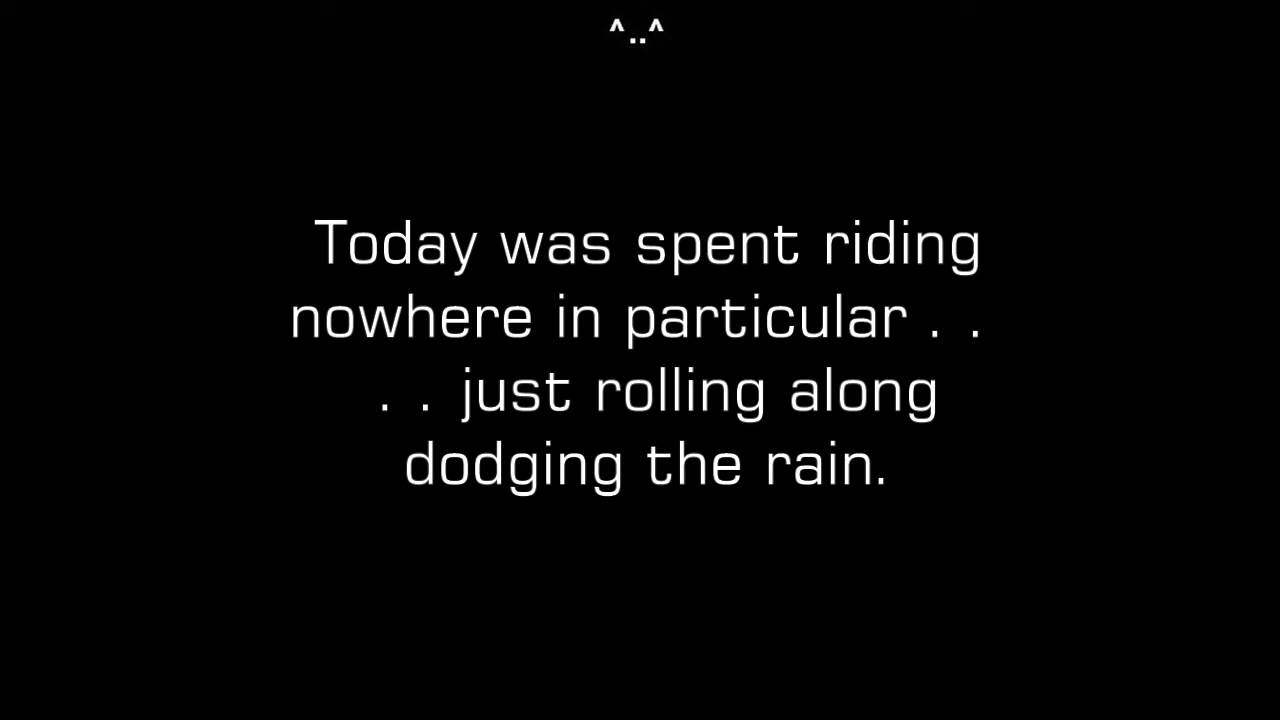 ^..^
Today was spent riding
nowhere in particular . .
. . just rolling along
dodging the rain.